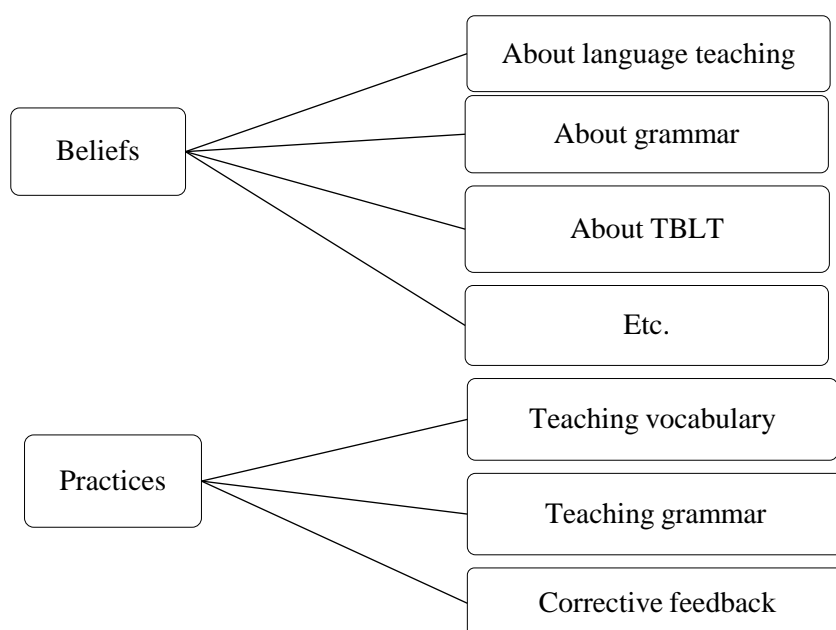 Beliefs
About language teaching
About grammar
About TBLT
Etc.
Practices
Teaching vocabulary
Teaching grammar
Corrective feedback